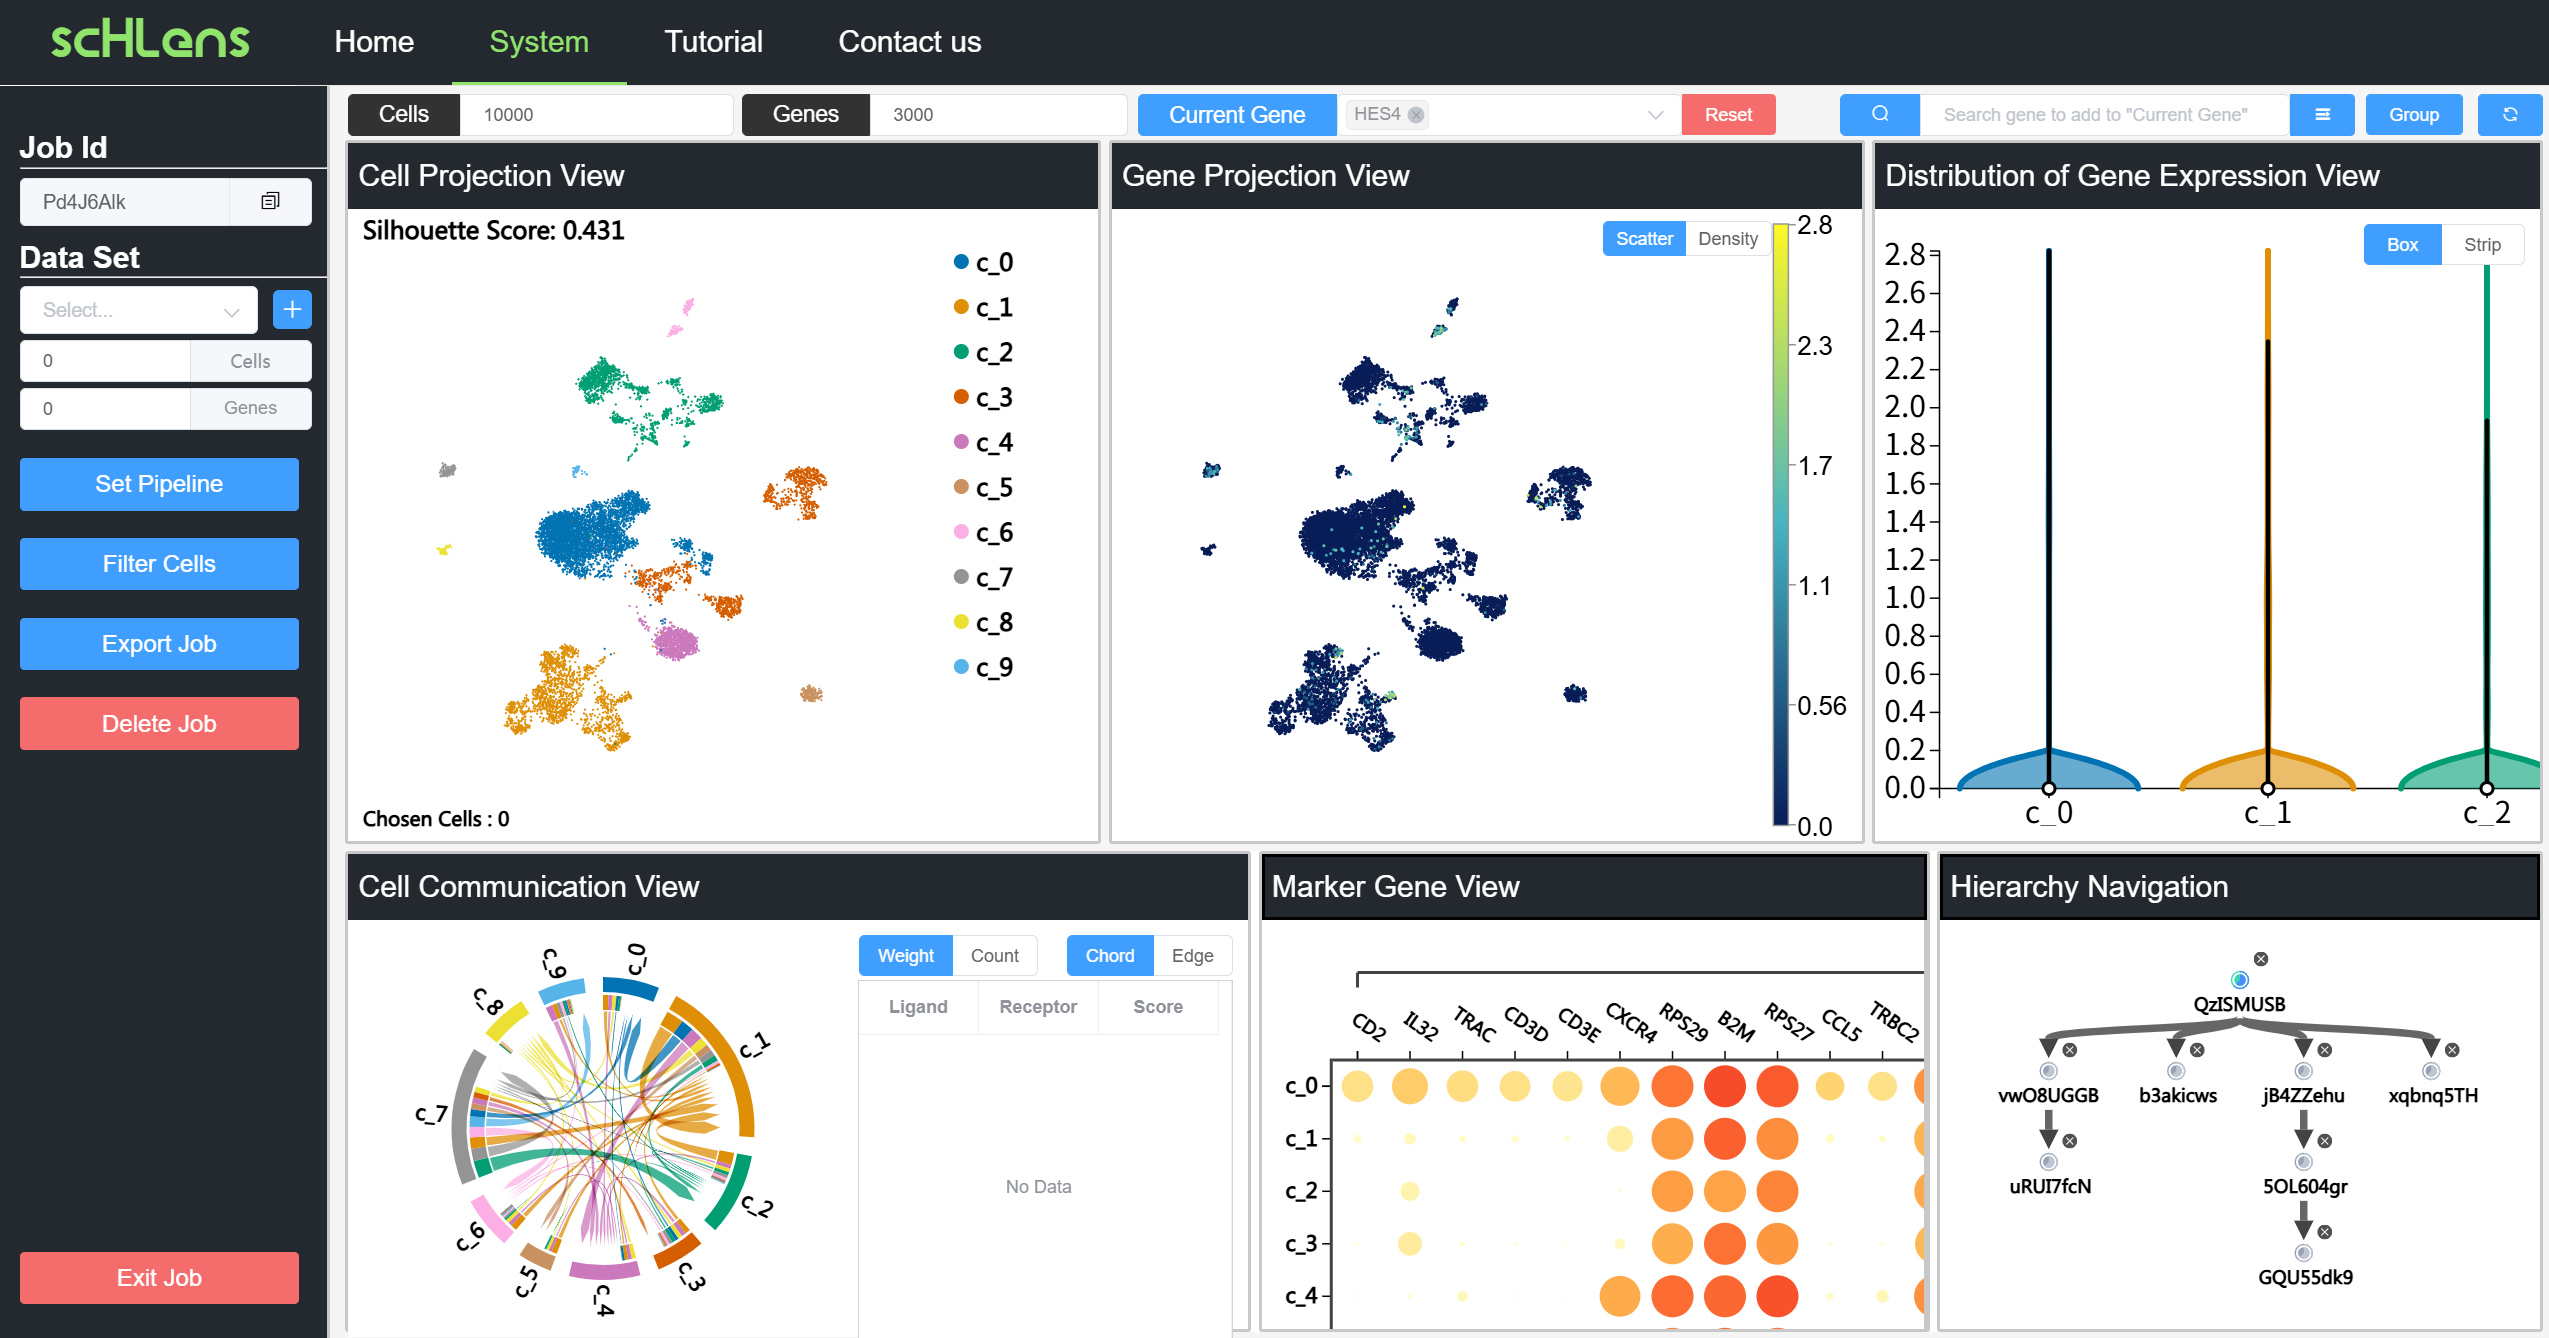 scHLens
Home System Tutorial Contact us
Job Id
Pd4J6Alk
Data Set
Select...
0 Cells
0 Genes
Set Pipeline
Filter Cells
Export Job
Delete Job
Exit Job
Cells 10000 Genes 3000 Current Gene HES4 Reset Search gene to add to "Current Gene" Group
Cell Projection View
Silhouette Score: 0.431
c_0
c_1
c_2
c_3
c_4
c_5
c_6
c_7
c_8
c_9
Chosen Cells : 0
Gene Projection View
Scatter Density
2.8
2.3
1.7
1.1
0.56
0.0
Distribution of Gene Expression View
Box Strip
2.8
2.6
2.4
2.2
2.0
1.8
1.6
1.4
1.2
1.0
0.8
0.6
0.4
0.2
0.0
c_0 c_1 c_2
Cell Communication View
c_0
c_1
c_2
c_3
c_4
c_5
c_6
c_7
c_8
c_9
Weight Count Chord Edge
Ligand Receptor Score
No Data
Marker Gene View
CD2 IL32 TRAC CD3D CD3E CXCR4 RPS29 B2M RPS27 CCL5 TRBC2
c_0
c_1
c_2
c_3
c_4
Hierarchy Navigation
QzISMUSB
vwO8UGGB b3akicws jB4ZZehu xqbnq5TH
uRUI7fcN 5OL604gr
GQU55dk9